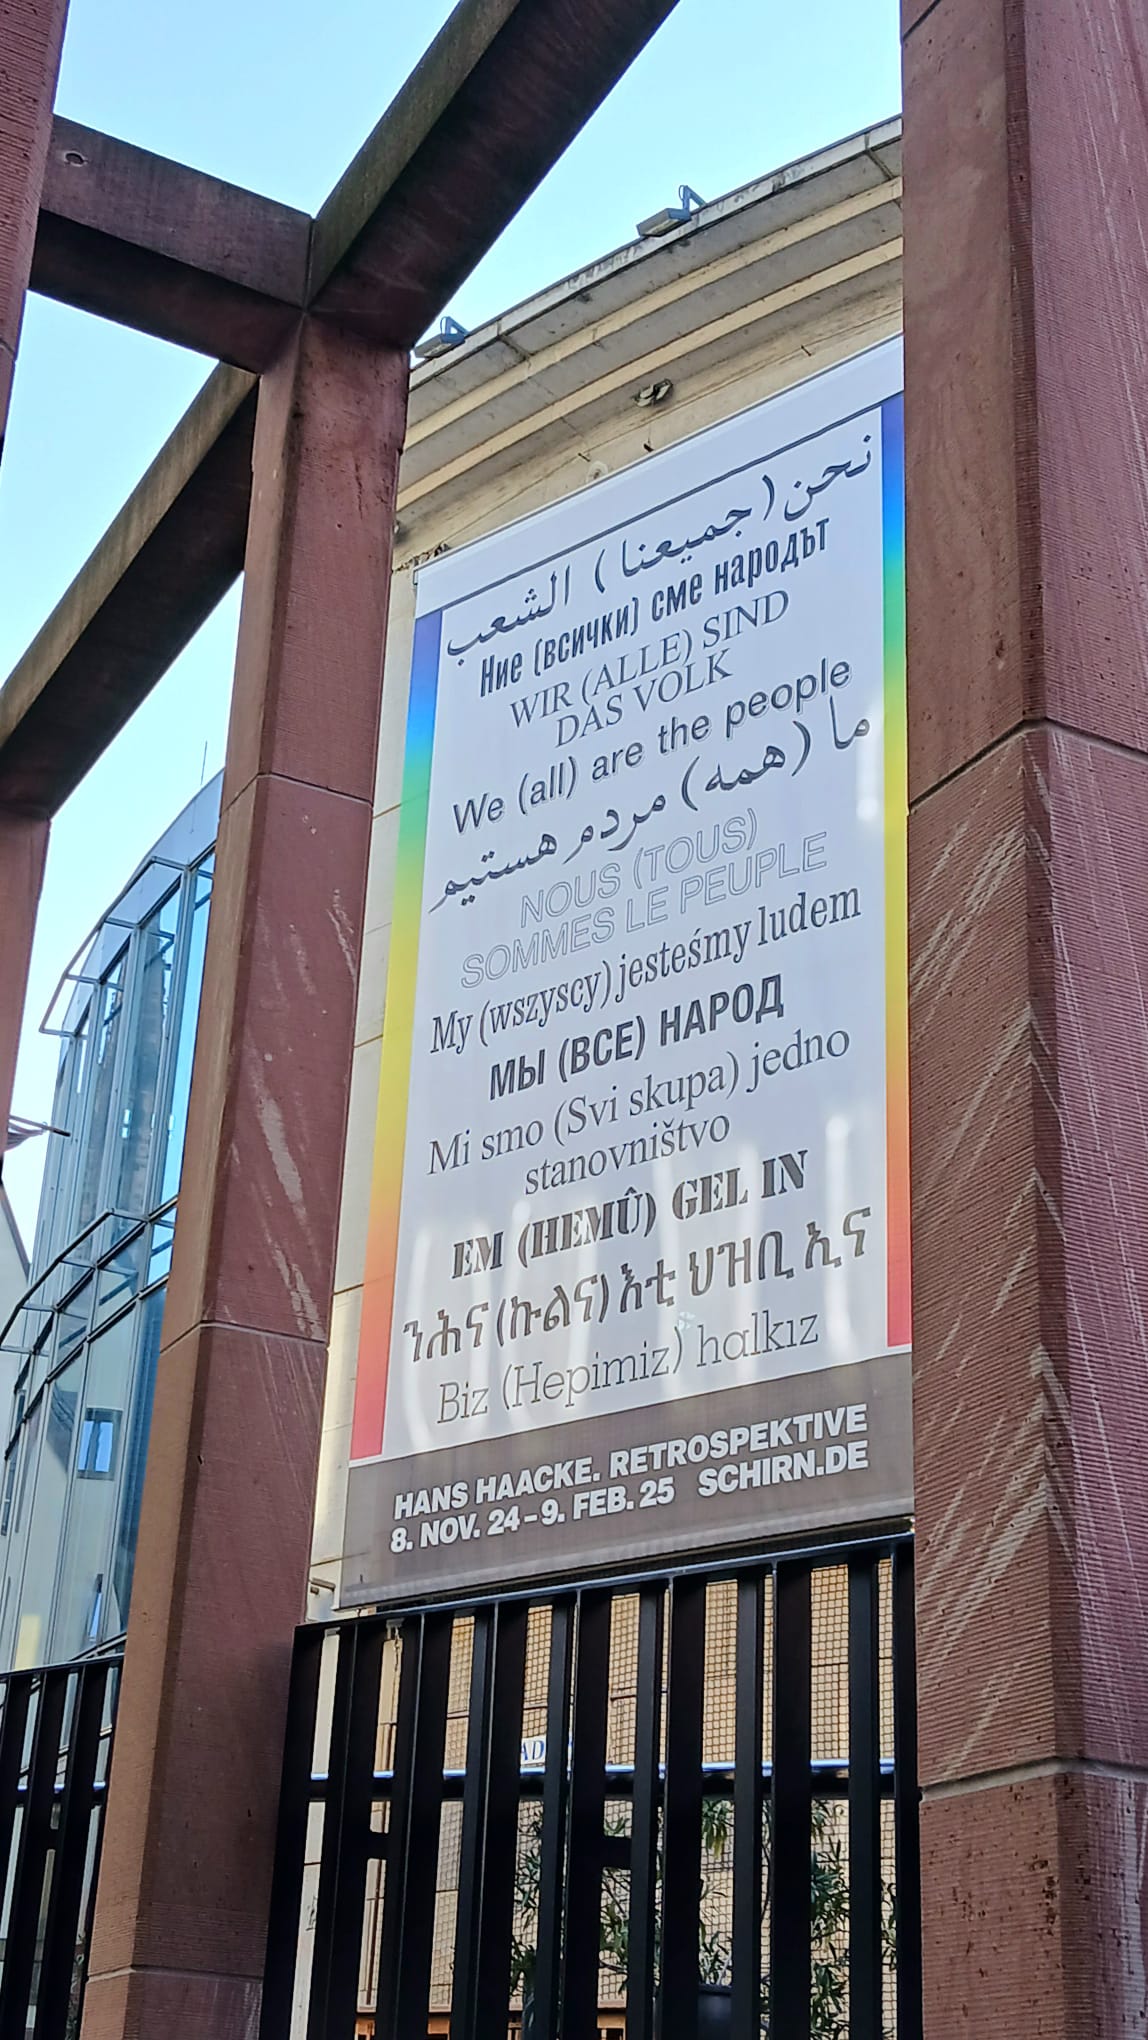 نحن (جميعنا) الشعب
Ние (всички) сме народът
WIR (ALLE) SIND
DAS VOLK
We (all) are the people
ما (همه) مردم هستیم
NOUS (TOUS)
SOMMES LE PEUPLE
My (wszyscy) jesteśmy ludem
МЫ (ВСЕ) НАРОД
Mi smo (Svi skupa) jedno
stanovništvo
EM (HEMÛ) GEL IN
ንሕና (ኩልና) እቲ ህዝቢ ኢና
Biz (Hepimiz) halkız
HANS HAACKE. RETROSPEKTIVE
8. NOV. 24 – 9. FEB. 25 SCHIRN.DE